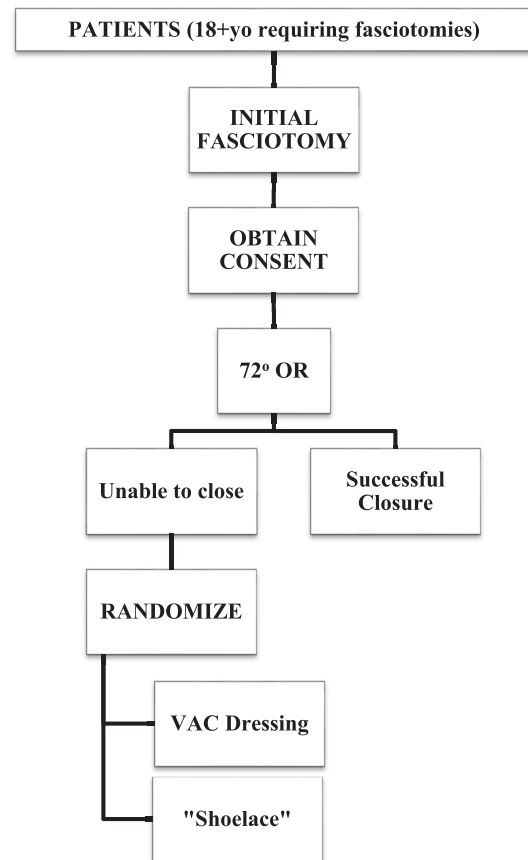 PATIENTS (18+yo requiring fasciotomies)
INITIAL
FASCIOTOMY
OBTAIN
CONSENT
72º OR
Unable to close
Successful
Closure
RANDOMIZE
VAC Dressing
"Shoelace"